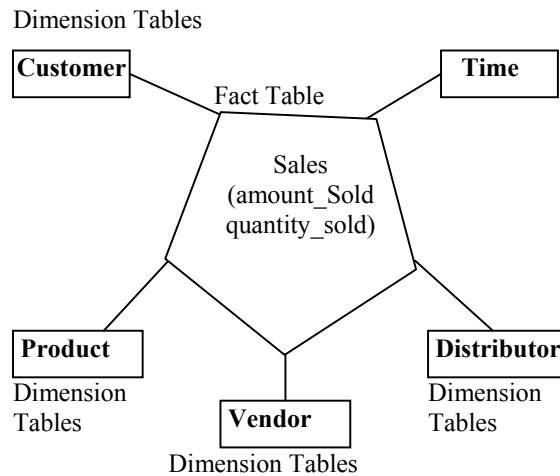 Dimension Tables
Customer
Time
Fact Table
Sales
(amount_Sold
quantity_sold)
Product
Distributor
Dimension
Tables
Dimension
Tables
Vendor
Dimension Tables